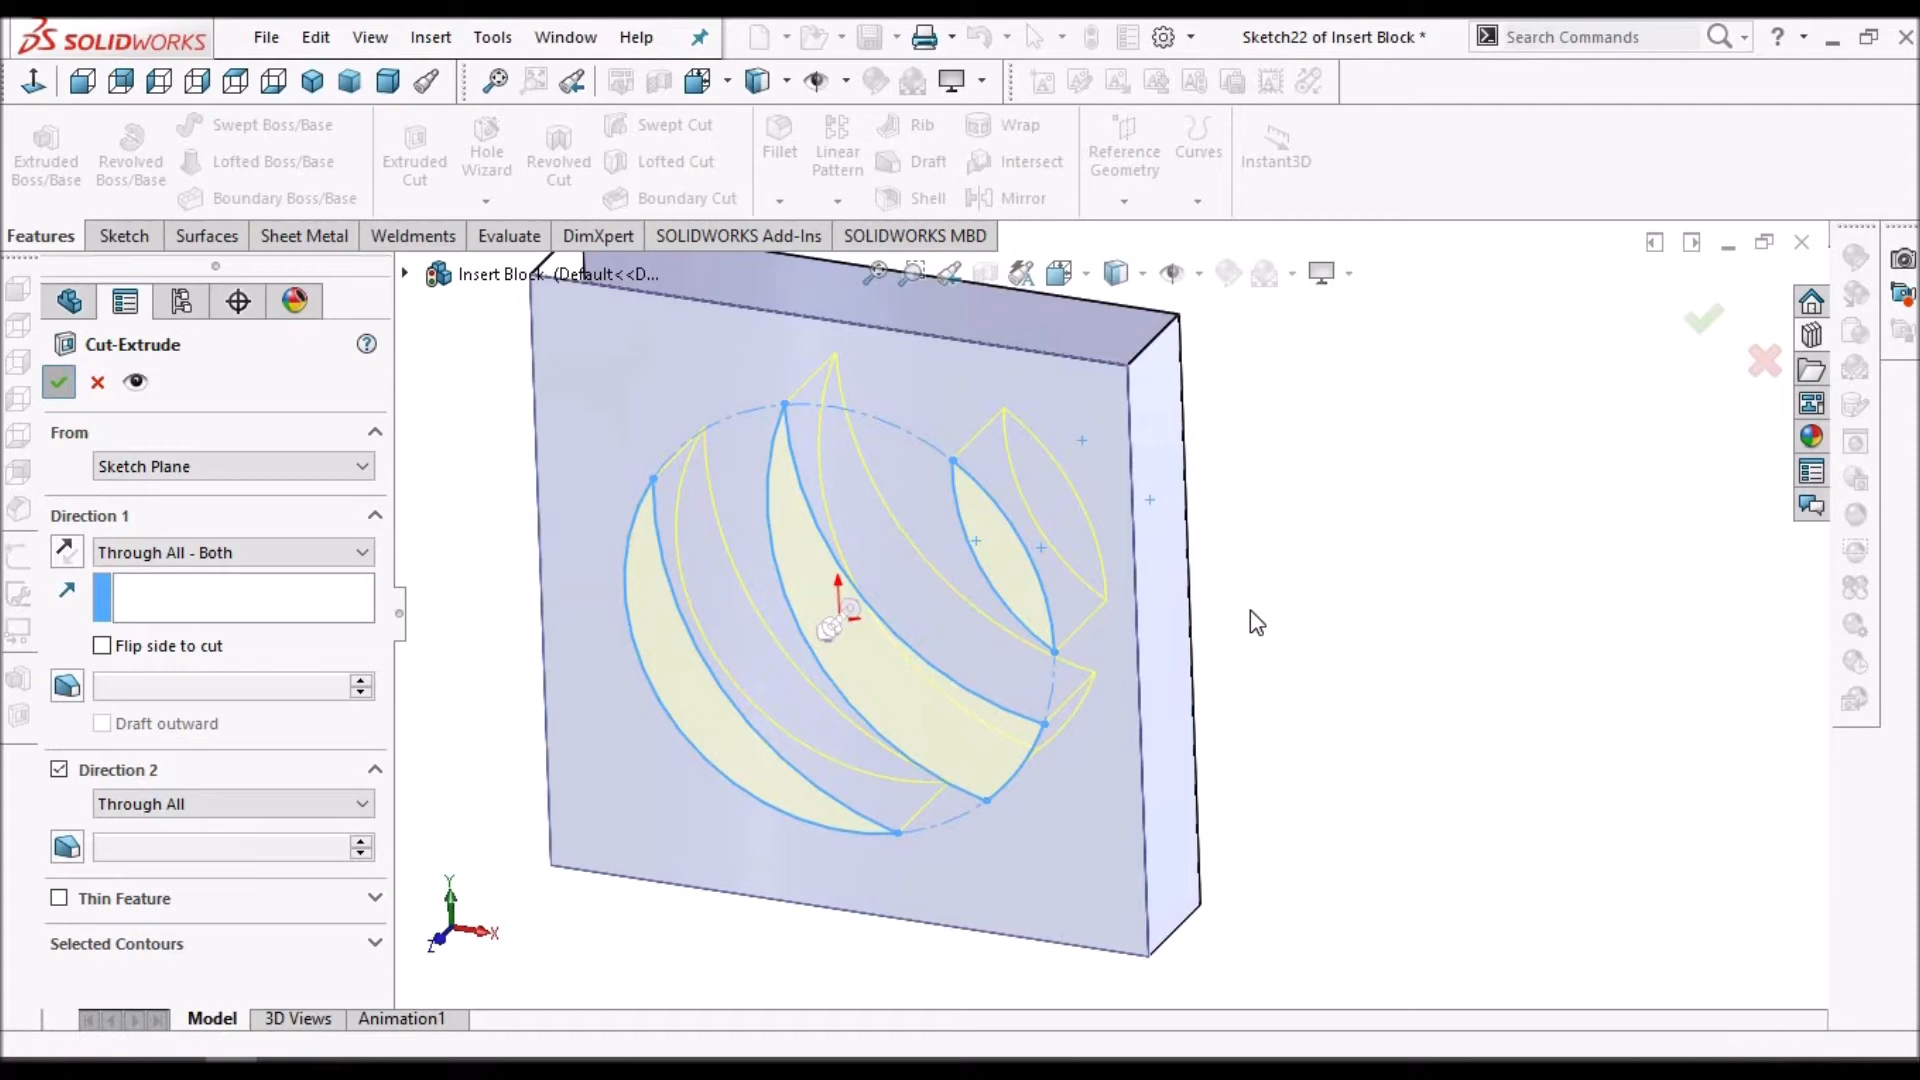 SOLIDWORKS File Edit View Insert Tools Window Help Sketch22 of Insert Block * Search Commands ?
Extruded Boss/Base
Revolved Boss/Base
Swept Boss/Base
Lofted Boss/Base
Boundary Boss/Base
Extruded Cut
Hole Wizard
Revolved Cut
Swept Cut
Lofted Cut
Boundary Cut
Fillet
Linear Pattern
Rib
Draft
Shell
Wrap
Intersect
Mirror
Reference Geometry
Curves
Instant3D
Features Sketch Surfaces Sheet Metal Weldments Evaluate DimXpert SOLIDWORKS Add-Ins SOLIDWORKS MBD
Insert Block (Default<<D...
Cut-Extrude
From
Sketch Plane
Direction 1
Through All - Both
Flip side to cut
Draft outward
Direction 2
Through All
Thin Feature
Selected Contours
Y
X
Z
Model 3D Views Animation1